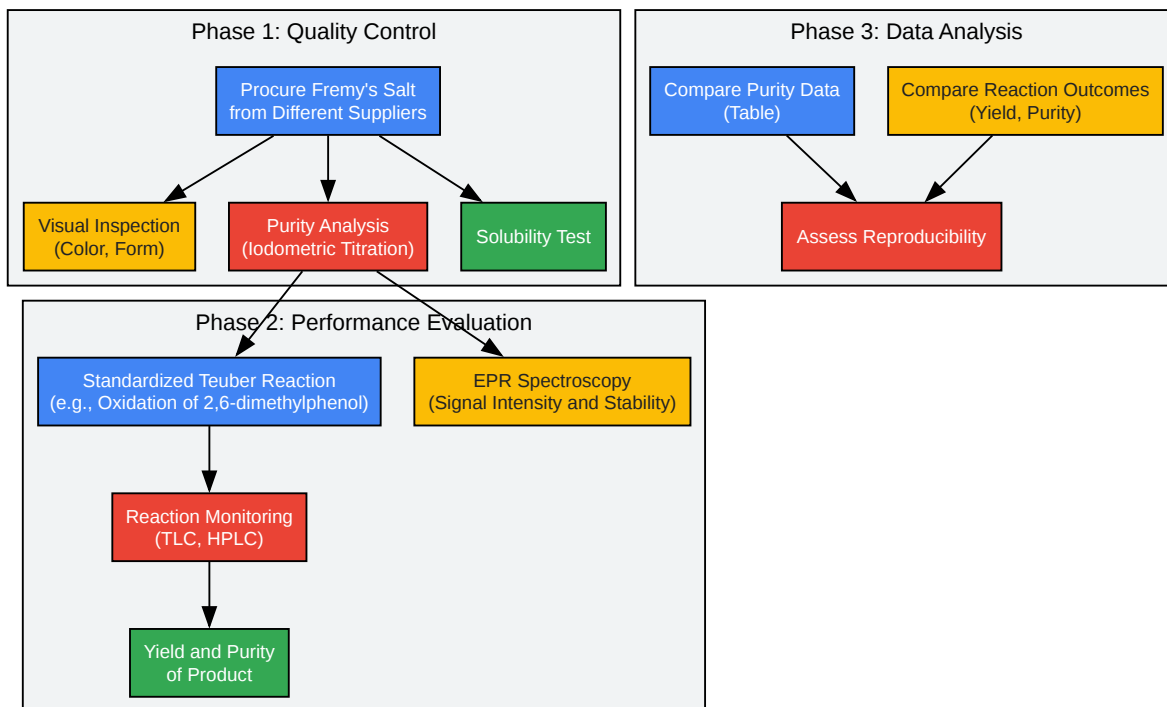 Phase 1: Quality Control
Procure Fremy's Salt
from Different Suppliers
Visual Inspection
(Color, Form)
Purity Analysis
(Iodometric Titration)
Solubility Test
Phase 2: Performance Evaluation
Standardized Teuber Reaction
(e.g., Oxidation of 2,6-dimethylphenol)
EPR Spectroscopy
(Signal Intensity and Stability)
Reaction Monitoring
(TLC, HPLC)
Yield and Purity
of Product
Phase 3: Data Analysis
Compare Purity Data
(Table)
Compare Reaction Outcomes
(Yield, Purity)
Assess Reproducibility